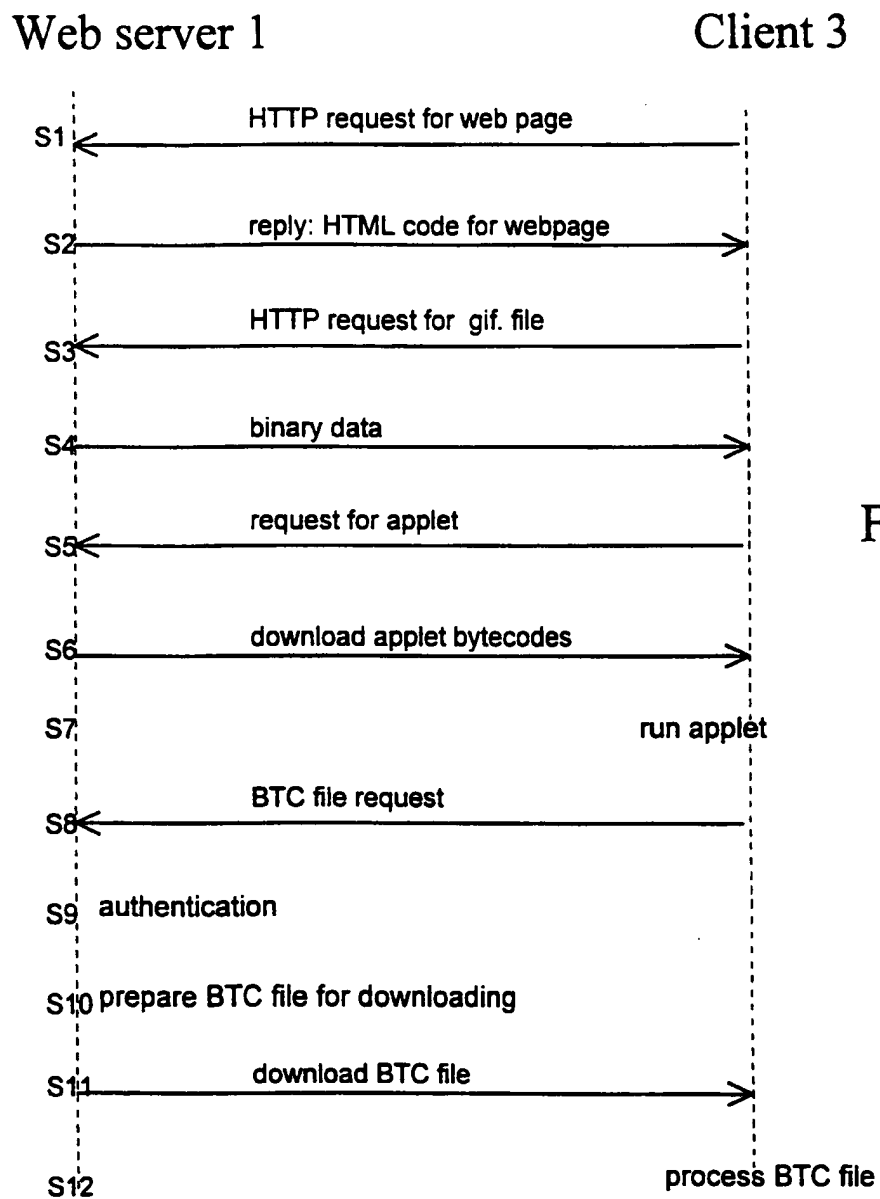 Web server 1
Client 3
S1 HTTP request for web page
S2 reply: HTML code for webpage
S3 HTTP request for gif. file
S4 binary data
S5 request for applet
F
S6 download applet bytecodes
S7 run applet
S8 BTC file request
S9 authentication
S10 prepare BTC file for downloading
S11 download BTC file
S12 process BTC file